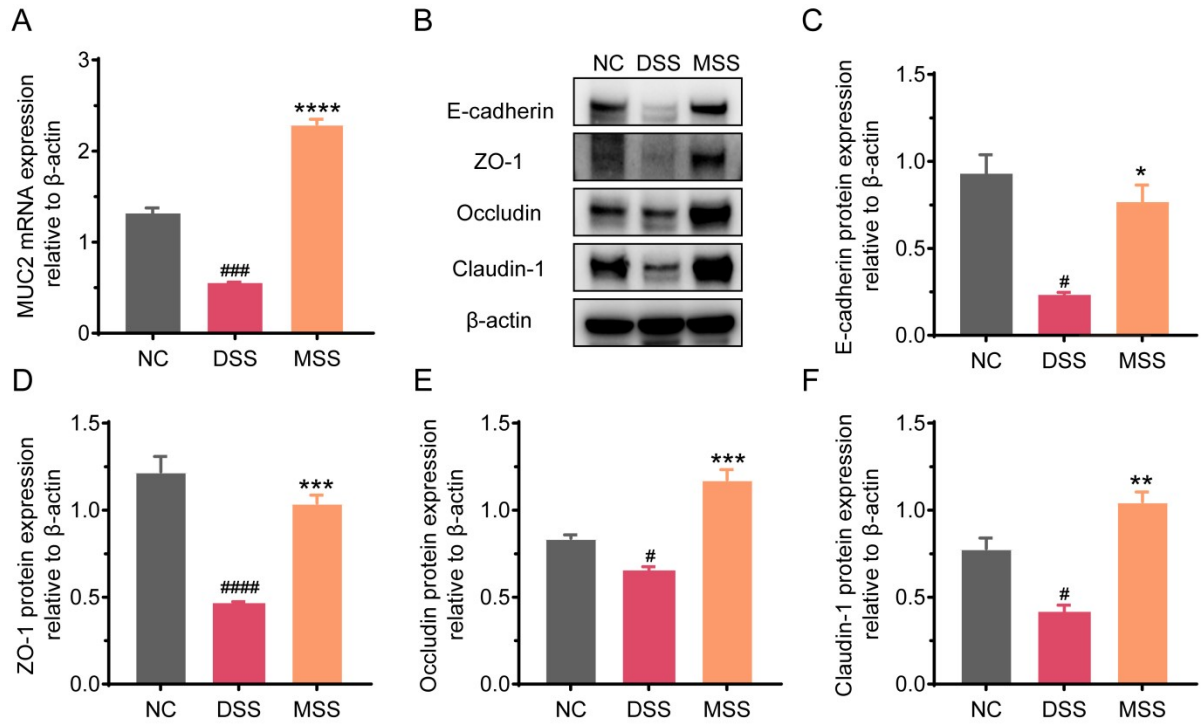 A
MUC2 mRNA expression
relative to β-actin
3
2
1
0
###
****
NC DSS MSS
B
NC DSS MSS
E-cadherin
ZO-1
Occludin
Claudin-1
β-actin
C
E-cadherin protein expression
relative to β-actin
1.5
1.0
0.5
0.0
#
*
NC DSS MSS
D
ZO-1 protein expression
relative to β-actin
1.5
1.0
0.5
0.0
####
***
NC DSS MSS
E
Occludin protein expression
relative to β-actin
1.5
1.0
0.5
0.0
#
***
NC DSS MSS
F
Claudin-1 protein expression
relative to β-actin
1.5
1.0
0.5
0.0
#
**
NC DSS MSS